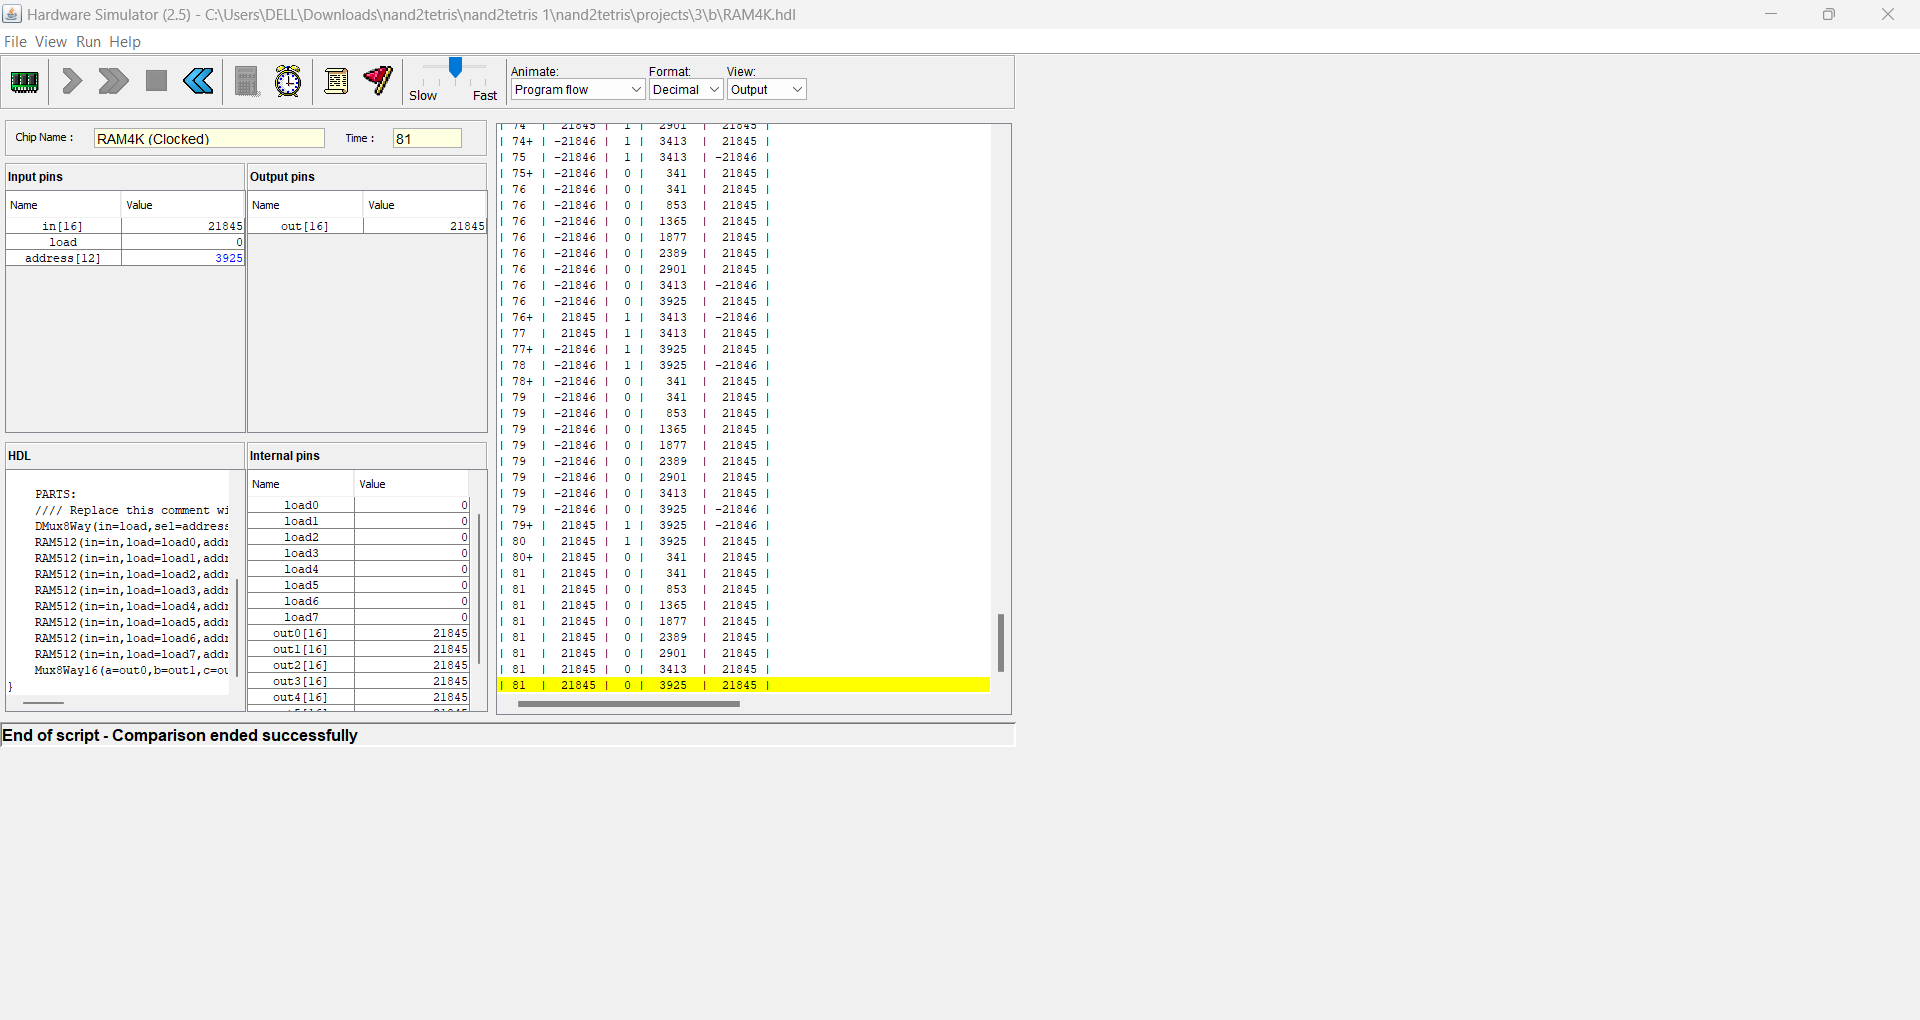 Hardware Simulator (2.5) - C:\Users\DELL\Downloads\nand2tetris\nand2tetris 1\nand2tetris\projects\3\b\RAM4K.hdl
File View Run Help
Slow Fast
Animate: Format: View:
Program flow Decimal Output
Chip Name : RAM4K (Clocked) Time : 81
Input pins
Name Value
in[16] 21845
load 0
address[12] 3925
Output pins
Name Value
out[16] 21845
HDL
PARTS:
//// Replace this comment wi
DMux8Way(in=load,sel=address
RAM512(in=in,load=load0,addr
RAM512(in=in,load=load1,addr
RAM512(in=in,load=load2,addr
RAM512(in=in,load=load3,addr
RAM512(in=in,load=load4,addr
RAM512(in=in,load=load5,addr
RAM512(in=in,load=load6,addr
RAM512(in=in,load=load7,addr
Mux8Way16(a=out0,b=out1,c=ou
}
Internal pins
Name Value
load0 0
load1 0
load2 0
load3 0
load4 0
load5 0
load6 0
load7 0
out0[16] 21845
out1[16] 21845
out2[16] 21845
out3[16] 21845
out4[16] 21845
| 74 | 21845 | 1 | 2901 | 21845 |
| 74+ | -21846 | 1 | 3413 | 21845 |
| 75 | -21846 | 1 | 3413 | -21846 |
| 75+ | -21846 | 0 | 341 | 21845 |
| 76 | -21846 | 0 | 341 | 21845 |
| 76 | -21846 | 0 | 853 | 21845 |
| 76 | -21846 | 0 | 1365 | 21845 |
| 76 | -21846 | 0 | 1877 | 21845 |
| 76 | -21846 | 0 | 2389 | 21845 |
| 76 | -21846 | 0 | 2901 | 21845 |
| 76 | -21846 | 0 | 3413 | -21846 |
| 76 | -21846 | 0 | 3925 | 21845 |
| 76+ | 21845 | 1 | 3413 | -21846 |
| 77 | 21845 | 1 | 3413 | 21845 |
| 77+ | -21846 | 1 | 3925 | 21845 |
| 78 | -21846 | 1 | 3925 | -21846 |
| 78+ | -21846 | 0 | 341 | 21845 |
| 79 | -21846 | 0 | 341 | 21845 |
| 79 | -21846 | 0 | 853 | 21845 |
| 79 | -21846 | 0 | 1365 | 21845 |
| 79 | -21846 | 0 | 1877 | 21845 |
| 79 | -21846 | 0 | 2389 | 21845 |
| 79 | -21846 | 0 | 2901 | 21845 |
| 79 | -21846 | 0 | 3413 | 21845 |
| 79 | -21846 | 0 | 3925 | -21846 |
| 79+ | 21845 | 1 | 3925 | -21846 |
| 80 | 21845 | 1 | 3925 | 21845 |
| 80+ | 21845 | 0 | 341 | 21845 |
| 81 | 21845 | 0 | 341 | 21845 |
| 81 | 21845 | 0 | 853 | 21845 |
| 81 | 21845 | 0 | 1365 | 21845 |
| 81 | 21845 | 0 | 1877 | 21845 |
| 81 | 21845 | 0 | 2389 | 21845 |
| 81 | 21845 | 0 | 2901 | 21845 |
| 81 | 21845 | 0 | 3413 | 21845 |
| 81 | 21845 | 0 | 3925 | 21845 |
End of script - Comparison ended successfully